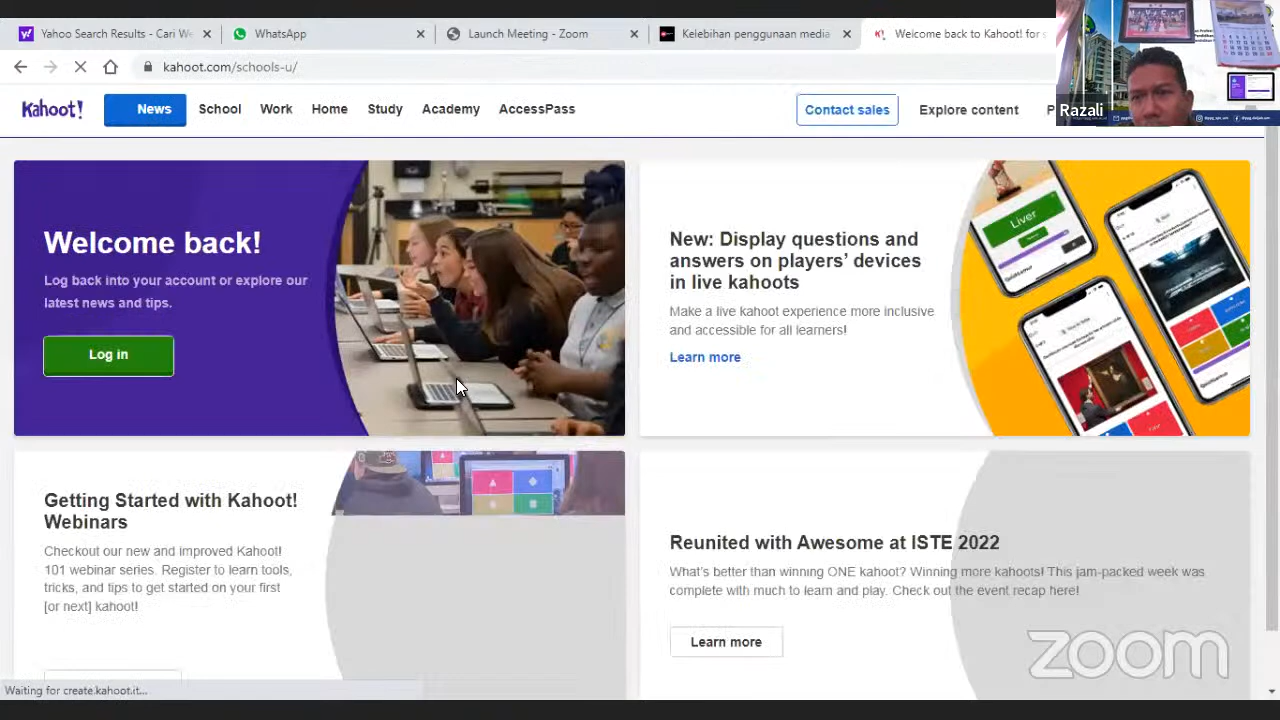 Yahoo Search Results - Cari We
WhatsApp
nch Meeting - Zoom
Kelebihan penggunaan media
Welcome back to Kahoot! for s
kahoot.com/schools-u/
Razali
Kahoot!
News
School
Work
Home
Study
Academy
AccessPass
Contact sales
Explore content
P
Welcome back!
Log back into your account or explore our
latest news and tips.
Log in
New: Display questions and
answers on players' devices
in live kahoots
Make a live kahoot experience more inclusive
and accessible for all learners!
Learn more
Liver
Getting Started with Kahoot!
Webinars
Checkout our new and improved Kahoot!
101 webinar series. Register to learn tools,
tricks, and tips to get started on your first
[or next] kahoot!
Reunited with Awesome at ISTE 2022
What's better than winning ONE kahoot? Winning more kahoots! This jam-packed week was
complete with much to learn and play. Check out the event recap here!
Learn more
zoom
Waiting for create.kahoot.it...